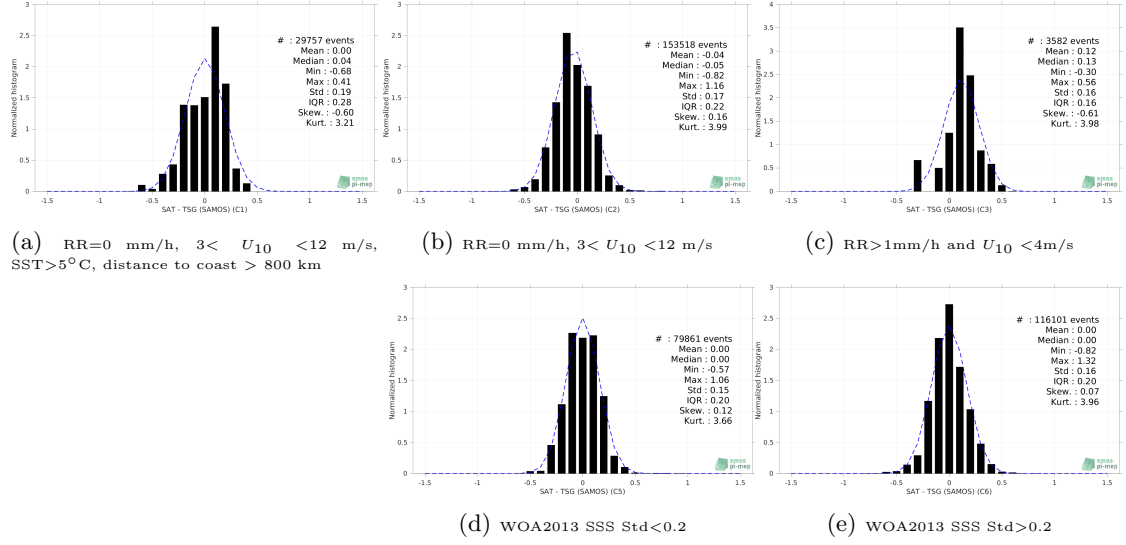 # : 29757 events
Mean : 0.00
Median : 0.04
Min : -0.68
Max : 0.41
Std : 0.19
IQR : 0.28
Skew. : -0.60
Kurt. : 3.21
Normalized histogram
3
2.5
2
1.5
1
0.5
0
-1.5 -1 -0.5 0 0.5 1 1.5
SAT - TSG (SAMOS) (C1)
smos
pi-mep
(a) RR=0 mm/h, 3< U10 <12 m/s,
SST>5°C, distance to coast > 800 km
# : 153518 events
Mean : -0.04
Median : -0.05
Min : -0.82
Max : 1.16
Std : 0.17
IQR : 0.22
Skew. : 0.16
Kurt. : 3.99
Normalized histogram
3
2.5
2
1.5
1
0.5
0
-1.5 -1 -0.5 0 0.5 1 1.5
SAT - TSG (SAMOS) (C2)
smos
pi-mep
(b) RR=0 mm/h, 3< U10 <12 m/s
# : 3582 events
Mean : 0.12
Median : 0.13
Min : -0.30
Max : 0.56
Std : 0.16
IQR : 0.16
Skew. : -0.61
Kurt. : 3.98
Normalized histogram
4
3.5
3
2.5
2
1.5
1
0.5
0
-1.5 -1 -0.5 0 0.5 1 1.5
SAT - TSG (SAMOS) (C3)
smos
pi-mep
(c) RR>1mm/h and U10 <4m/s
# : 79861 events
Mean : 0.00
Median : 0.00
Min : -0.57
Max : 1.06
Std : 0.15
IQR : 0.20
Skew. : 0.12
Kurt. : 3.66
Normalized histogram
3
2.5
2
1.5
1
0.5
0
-1.5 -1 -0.5 0 0.5 1 1.5
SAT - TSG (SAMOS) (C5)
smos
pi-mep
(d) WOA2013 SSS Std<0.2
# : 116101 events
Mean : 0.00
Median : 0.00
Min : -0.82
Max : 1.32
Std : 0.16
IQR : 0.20
Skew. : 0.07
Kurt. : 3.96
Normalized histogram
3
2.5
2
1.5
1
0.5
0
-1.5 -1 -0.5 0 0.5 1 1.5
SAT - TSG (SAMOS) (C6)
smos
pi-mep
(e) WOA2013 SSS Std>0.2